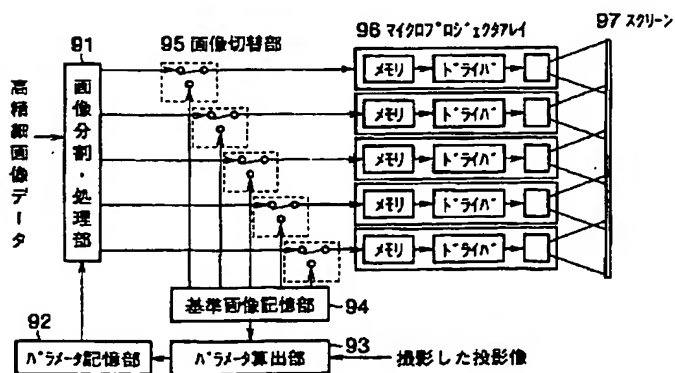 91
95 画像切替部
96 マイクロプロジェクタアレイ
97 スクリーン
高精細画像データ
画像分割・処理部
メモリ
ドライバ
メモリ
ドライバ
メモリ
ドライバ
メモリ
ドライバ
メモリ
ドライバ
基準画像記憶部
94
92
93
パラメータ記憶部
パラメータ算出部
撮影した投影像